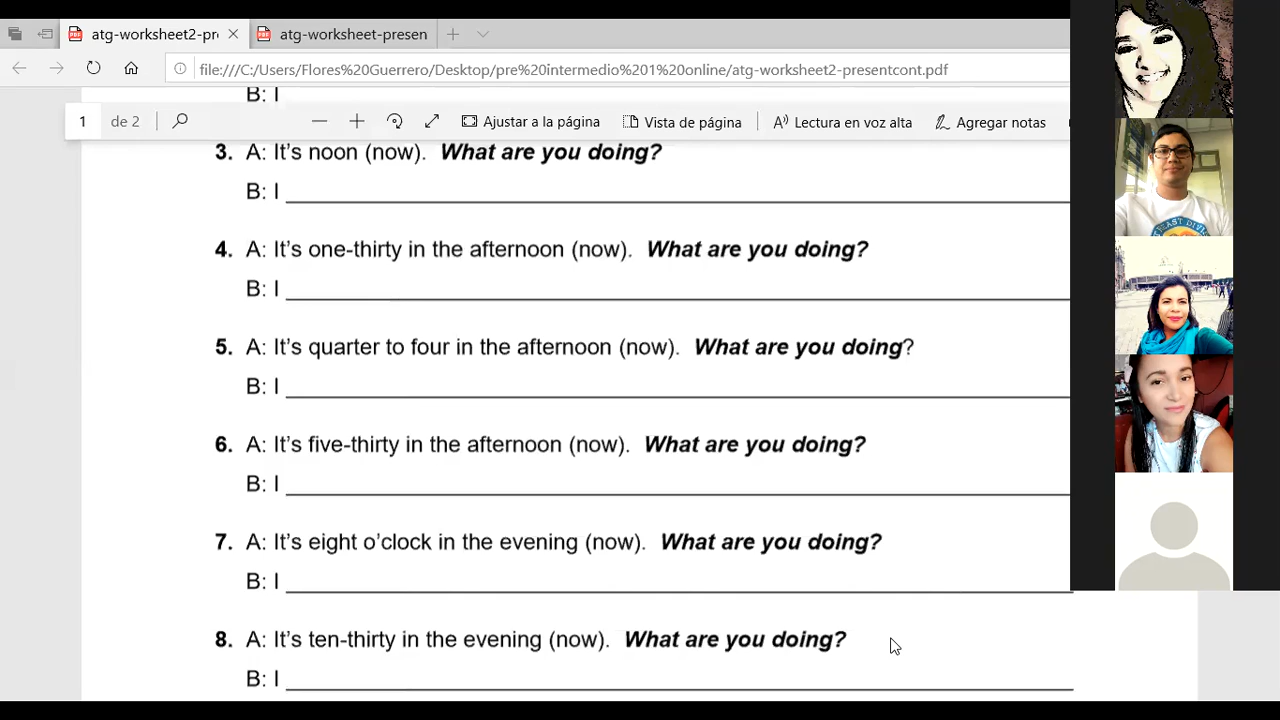 atg-worksheet2-pr
atg-worksheet-presen
file:///C:/Users/Flores%20Guerrero/Desktop/pre%20intermedio%201%20online/atg-worksheet2-presentcont.pdf
B: I
1 de 2 Ajustar a la página Vista de página Lectura en voz alta Agregar notas
3. A: It's noon (now). What are you doing?
B: I
4. A: It's one-thirty in the afternoon (now). What are you doing?
B: I
5. A: It's quarter to four in the afternoon (now). What are you doing?
B: I
6. A: It's five-thirty in the afternoon (now). What are you doing?
B: I
7. A: It's eight o'clock in the evening (now). What are you doing?
B: I
8. A: It's ten-thirty in the evening (now). What are you doing?
B: I